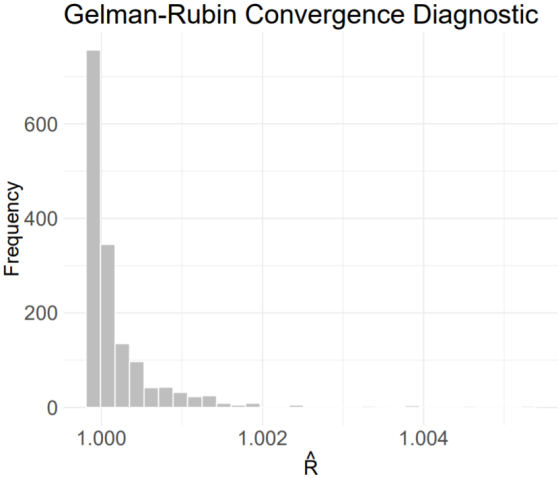 Gelman-Rubin Convergence Diagnostic
Frequency
600
400
200
0
1.000 1.002 1.004
R̂